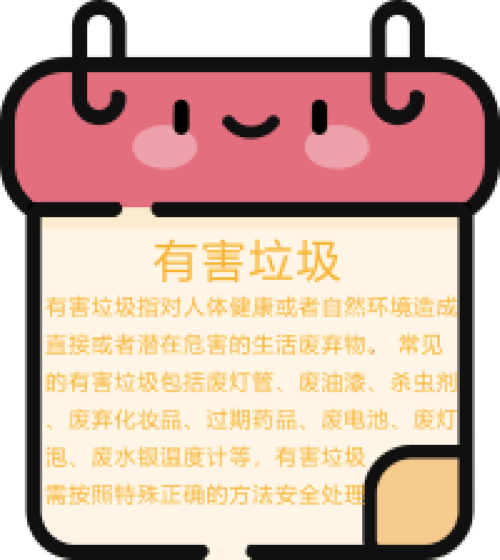 有害垃圾
有害垃圾指对人体健康或者自然环境造成
直接或者潜在危害的生活废弃物。 常见
的有害垃圾包括废灯管、废油漆、杀虫剂
、废弃化妆品、过期药品、废电池、废灯
泡、废水银温度计等，有害垃圾
需按照特殊正确的方法安全处理